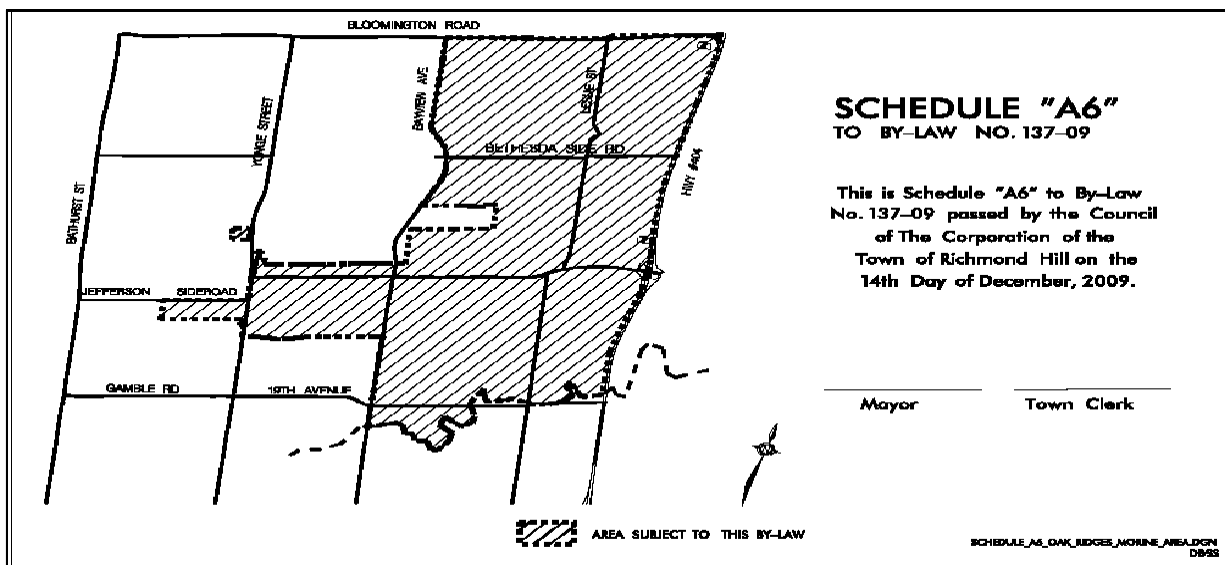 BLOOMINGTON ROAD
BATHURST ST
YONGE STREET
BAYVIEW AVE
LESLIE ST
BETHESDA SIDE RD
HWY #404
JEFFERSON SIDEROAD
GAMBLE RD
19TH AVENUE
AREA SUBJECT TO THIS BY-LAW
SCHEDULE "A6"
TO BY-LAW NO. 137-09
This is Schedule "A6" to By-Law
No. 137-09 passed by the Council
of The Corporation of the
Town of Richmond Hill on the
14th Day of December, 2009.
Mayor
Town Clerk
SCHEDULE_A6_OAK_RIDGES_MORINE_AREA.DGN